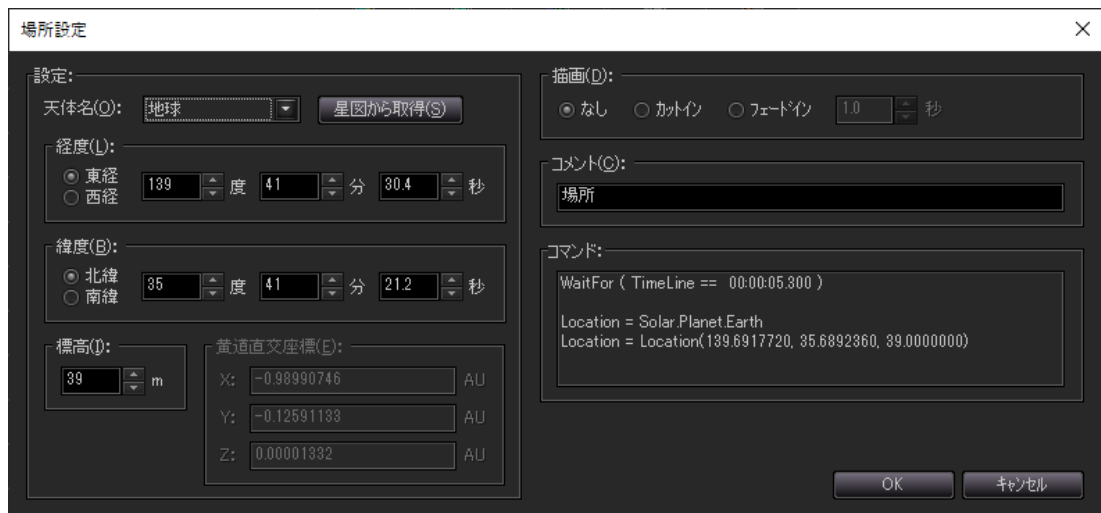 場所設定
設定:
天体名(O): 地球 星図から取得(S)
経度(L):
東経
西経
139 度 41 分 30.4 秒
緯度(B):
北緯
南緯
35 度 41 分 21.2 秒
標高(I):
39 m
黄道直交座標(E):
X: -0.98990746 AU
Y: -0.12591133 AU
Z: 0.00001332 AU
描画(D):
なし カットイン フェードイン 1.0 秒
コメント(C):
場所
コマンド:
WaitFor ( TimeLine == 00:00:05.300 )
Location = Solar.Planet.Earth
Location = Location(139.6917720, 35.6892360, 39.0000000)
OK キャンセル